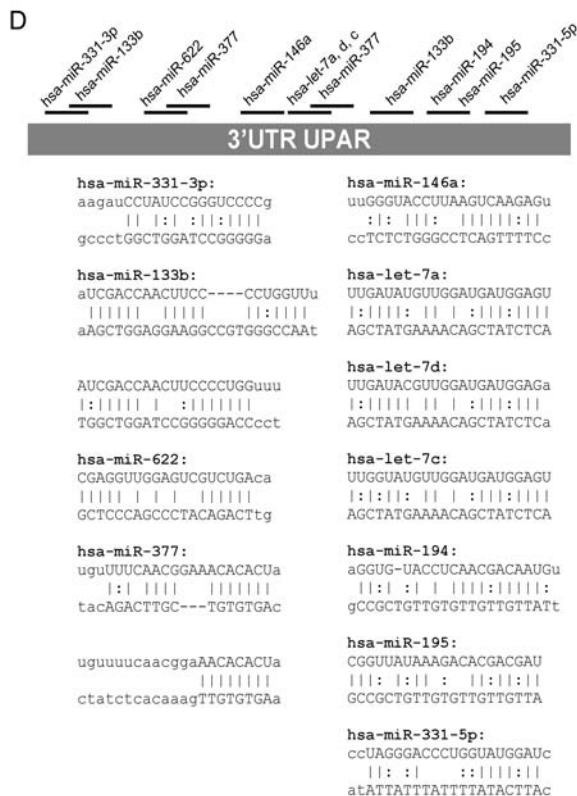 D
hsa-miR-331-3p
hsa-miR-133b
hsa-miR-622
hsa-miR-377
hsa-miR-146a
hsa-let-7a, d, c
hsa-miR-377
hsa-miR-133b
hsa-miR-194
hsa-miR-195
hsa-miR-331-5p
3'UTR UPAR
hsa-miR-331-3p:
aagauCCUAUCCGGGUCCCCg
|| |:|| :||:||||
gccctGGCTGGATCCGGGGGa
hsa-miR-133b:
aUCGACCAACUUCC----CCUGGUUu
|||||| ||||| ||:||||
aAGCTGGAGGAAGGCCGTGGGCCAAt
AUCGACCAACUUCCCCUGGuuu
|:||||| | | :|||||||
TGGCTGGATCCGGGGGACCcct
hsa-miR-622:
CGAGGUUGGAGUCGUCUGAca
||||| | | | ||||||
GCTCCCAGCCCTACAGACTtg
hsa-miR-377:
uguUUUCAACGGAAACACACUa
|:| |||| |||||||
tacAGACTTGC---TGTGTGAc
uguuuucaacggaAACACACUa
||||||||
ctatctcacaaagTTGTGTGAa
hsa-miR-146a:
uuGGGUACCUUAAGUCAAGAGu
:|:| ||| ||||||:|
ccTCTCTGGGCCTCAGTTTTCc
hsa-let-7a:
UUGAUAUGUUGGAUGAUGGAGU
|:||||:|| | | :|||:||||
AGCTATGAAAACAGCTATCTCA
hsa-let-7d:
UUGAUACGUUGGAUGAUGGAGa
|:|||||| || | :|||:|||
AGCTATGAAAACAGCTATCTCa
hsa-let-7c:
UUGGUAUGUUGGAUGAUGGAGU
|:|:||:|| | | :|||:||||
AGCTATGAAAACAGCTATCTCA
hsa-miR-194:
aGGUG-UACCUCAACGACAAUGu
||:| :| | |||| ||||||:
gCCGCTGTTGTGTTGTTGTTATt
hsa-miR-195:
CGGUUAUAAAGACACGACGAU
|||:|| : || || |||:|
GCCGCTGTTGTGTTGTTGTTA
hsa-miR-331-5p:
ccUAGGGACCCUGGUAUGGAUc
||: :| ::||||:||
atATTATTTATTTTATACTTAc